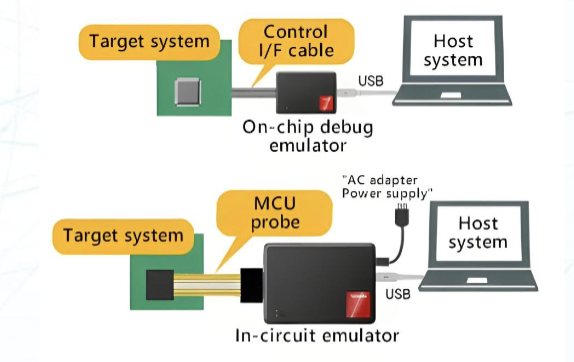 Target system
Control
I/F cable
Host
system
USB
On-chip debug
emulator
"AC adapter
Power supply"
MCU
probe
Target system
Host
system
USB
In-circuit emulator